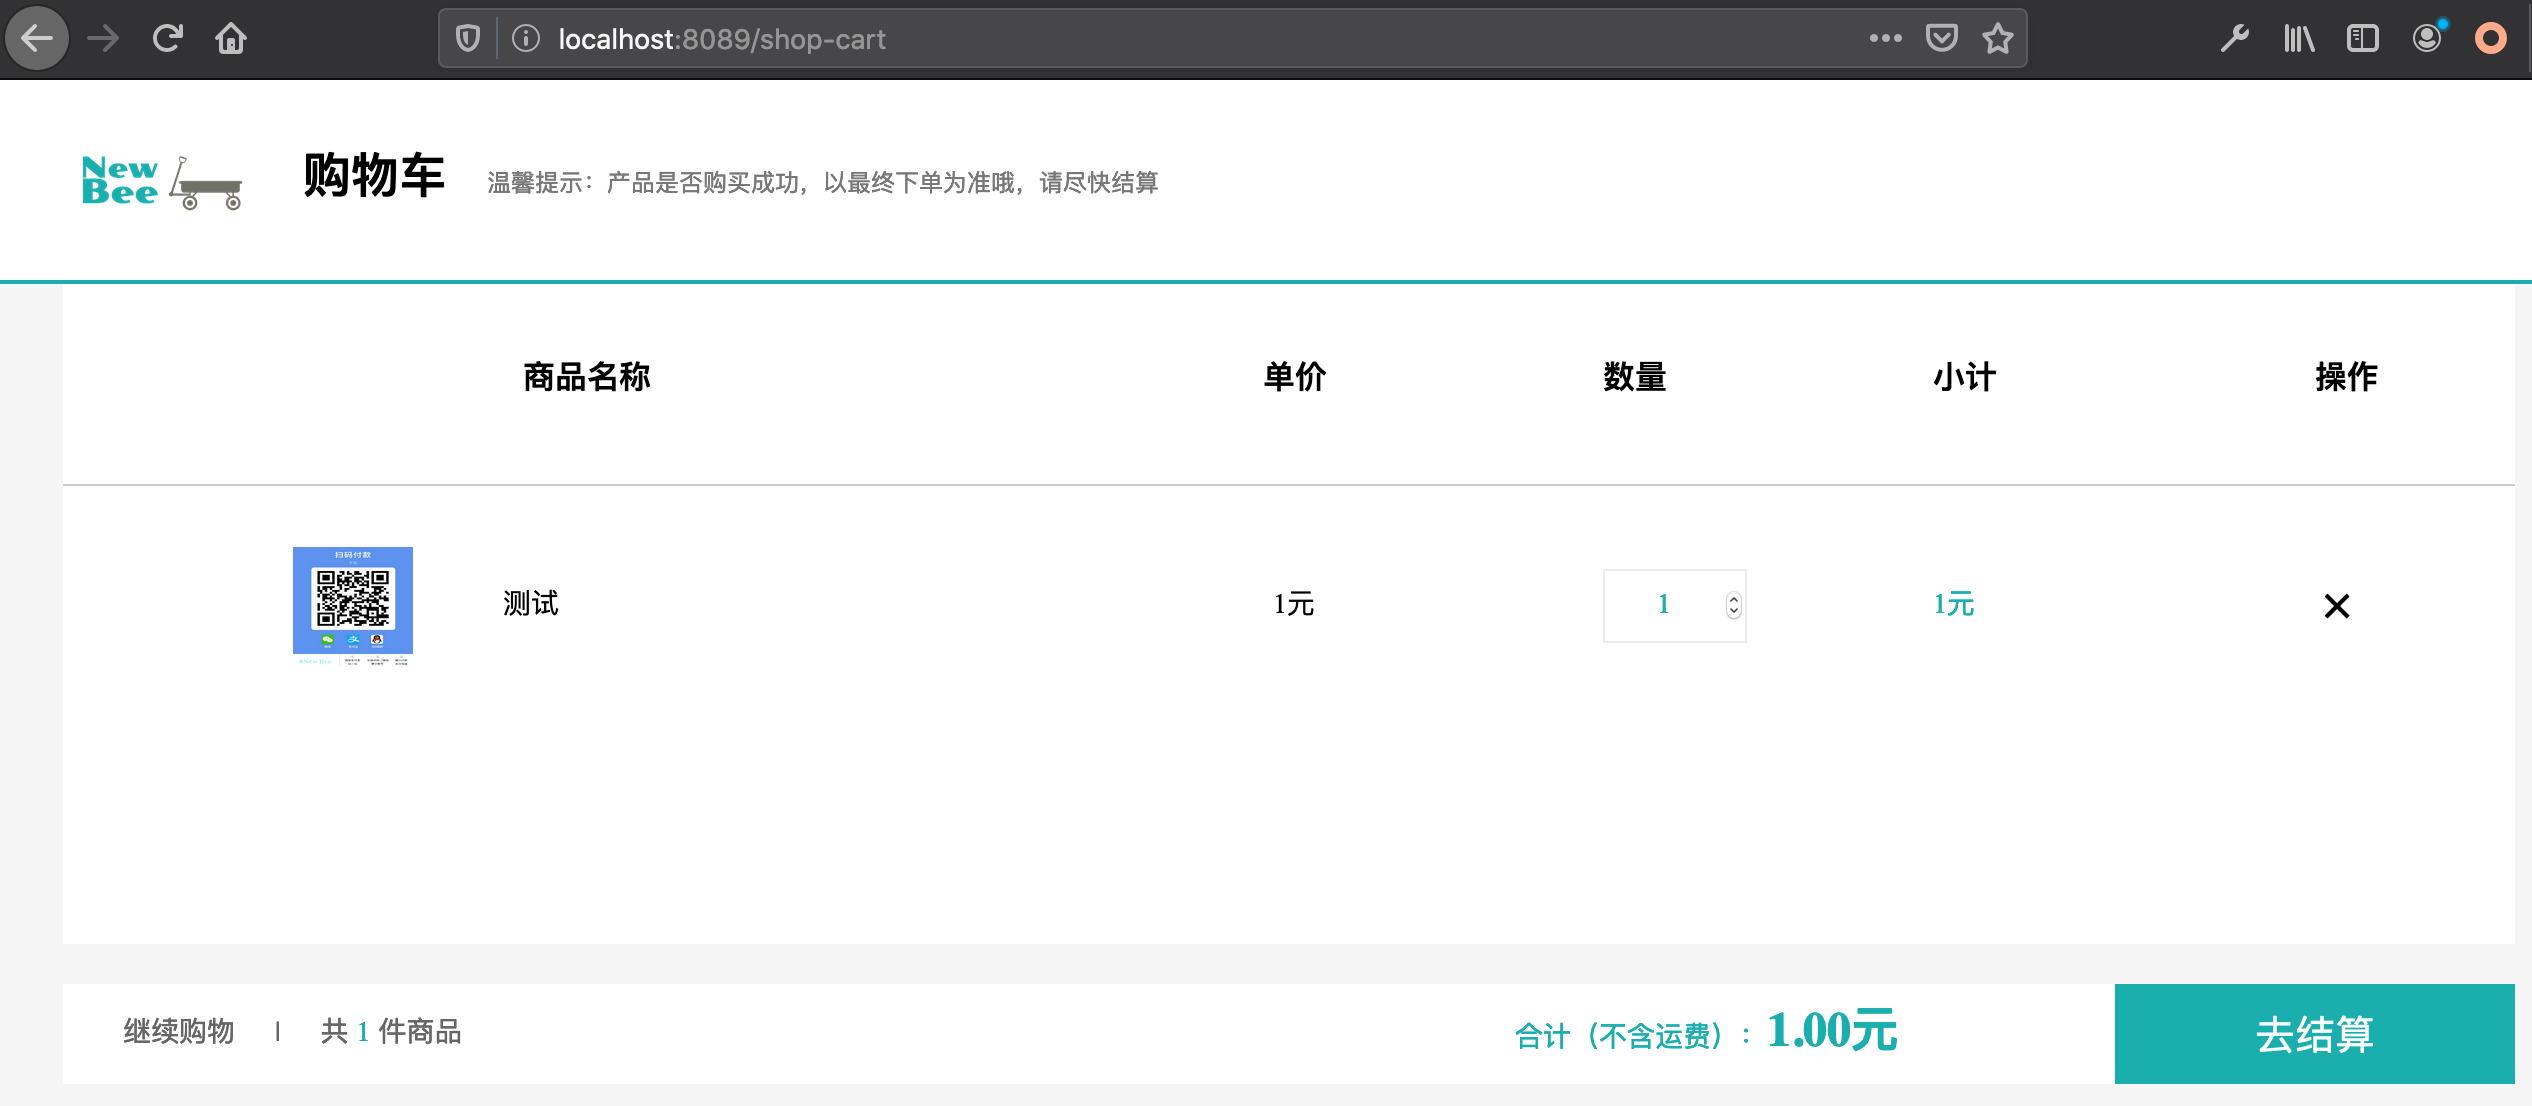 localhost:8089/shop-cart
New
Bee
购物车
温馨提示：产品是否购买成功，以最终下单为准哦，请尽快结算
商品名称 单价 数量 小计 操作
扫码付款
测试 1元 1 1元
继续购物 | 共 1 件商品
合计（不含运费）：1.00元
去结算